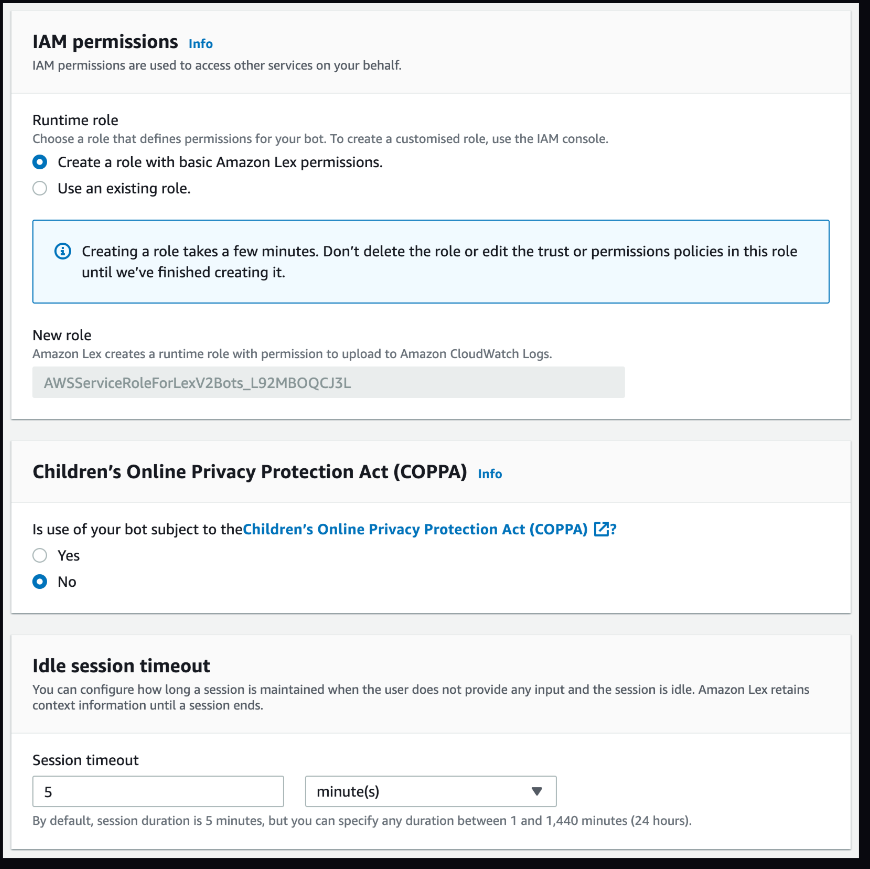 IAM permissions Info
IAM permissions are used to access other services on your behalf.
Runtime role
Choose a role that defines permissions for your bot. To create a customised role, use the IAM console.
Create a role with basic Amazon Lex permissions.
Use an existing role.
Creating a role takes a few minutes. Don’t delete the role or edit the trust or permissions policies in this role
until we’ve finished creating it.
New role
Amazon Lex creates a runtime role with permission to upload to Amazon CloudWatch Logs.
AWSServiceRoleForLexV2Bots_L92MBOQCJ3L
Children’s Online Privacy Protection Act (COPPA) Info
Is use of your bot subject to theChildren’s Online Privacy Protection Act (COPPA) ?
Yes
No
Idle session timeout
You can configure how long a session is maintained when the user does not provide any input and the session is idle. Amazon Lex retains
context information until a session ends.
Session timeout
5 minute(s)
By default, session duration is 5 minutes, but you can specify any duration between 1 and 1,440 minutes (24 hours).